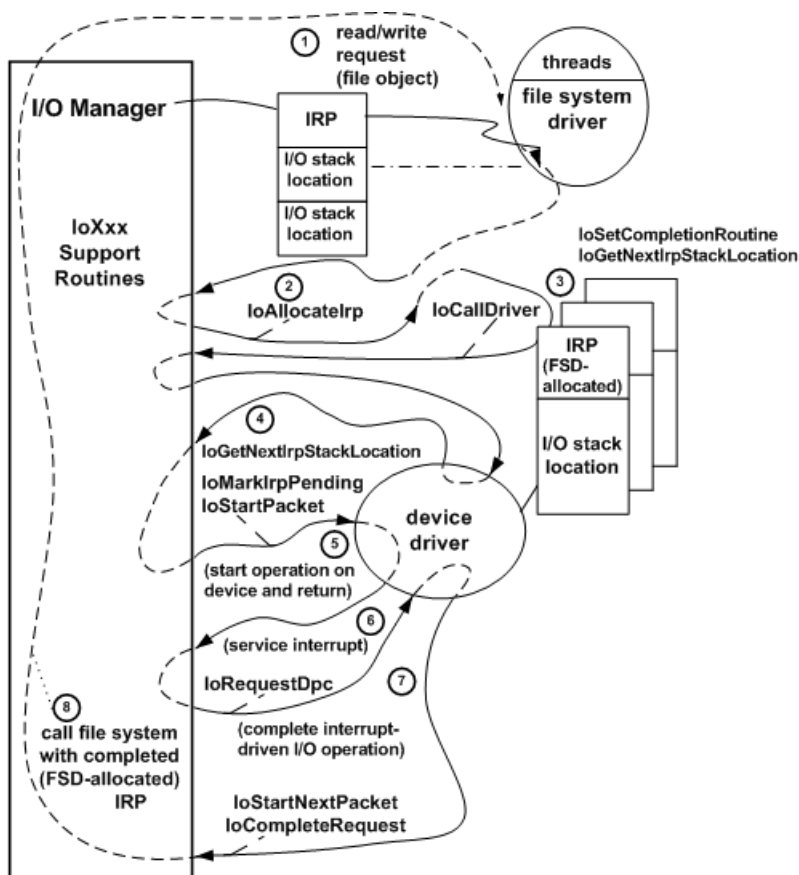 1
read/write
request
(file object)
threads
file system
driver
I/O Manager
IRP
I/O stack
location
I/O stack
location
IoXxx
Support
Routines
IoSetCompletionRoutine
IoGetNextIrpStackLocation
2
IoAllocateIrp
IoCallDriver
3
IRP
(FSD-
allocated)
I/O stack
location
4
IoGetNextIrpStackLocation
IoMarkIrpPending
IoStartPacket
device
driver
5
(start operation on
device and return)
6
(service interrupt)
IoRequestDpc
7
(complete interrupt-
driven I/O operation)
8
call file system
with completed
(FSD-allocated)
IRP
IoStartNextPacket
IoCompleteRequest